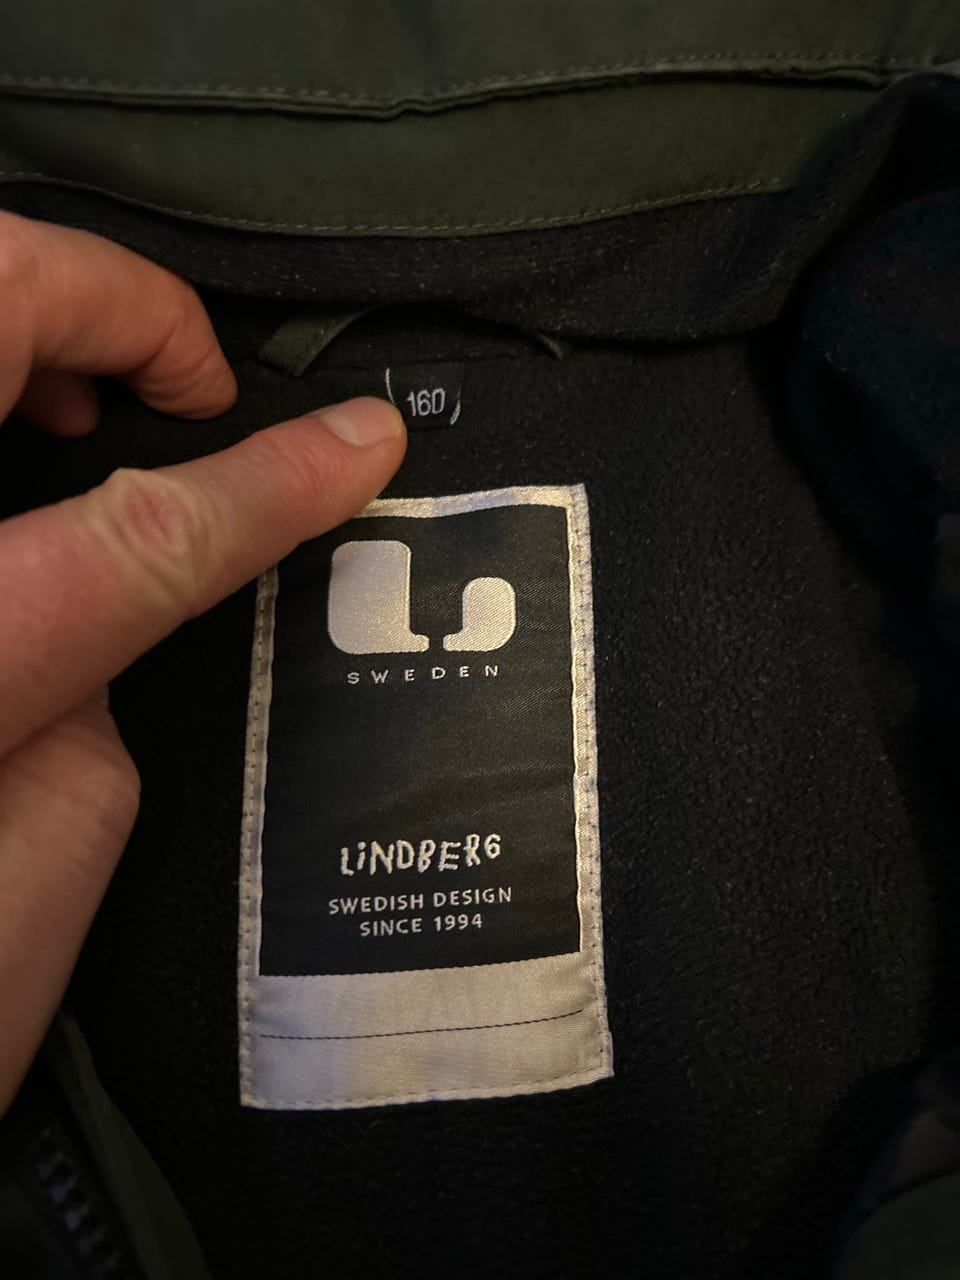 160
SWEDEN
LiNDBERG
SWEDISH DESIGN
SINCE 1994